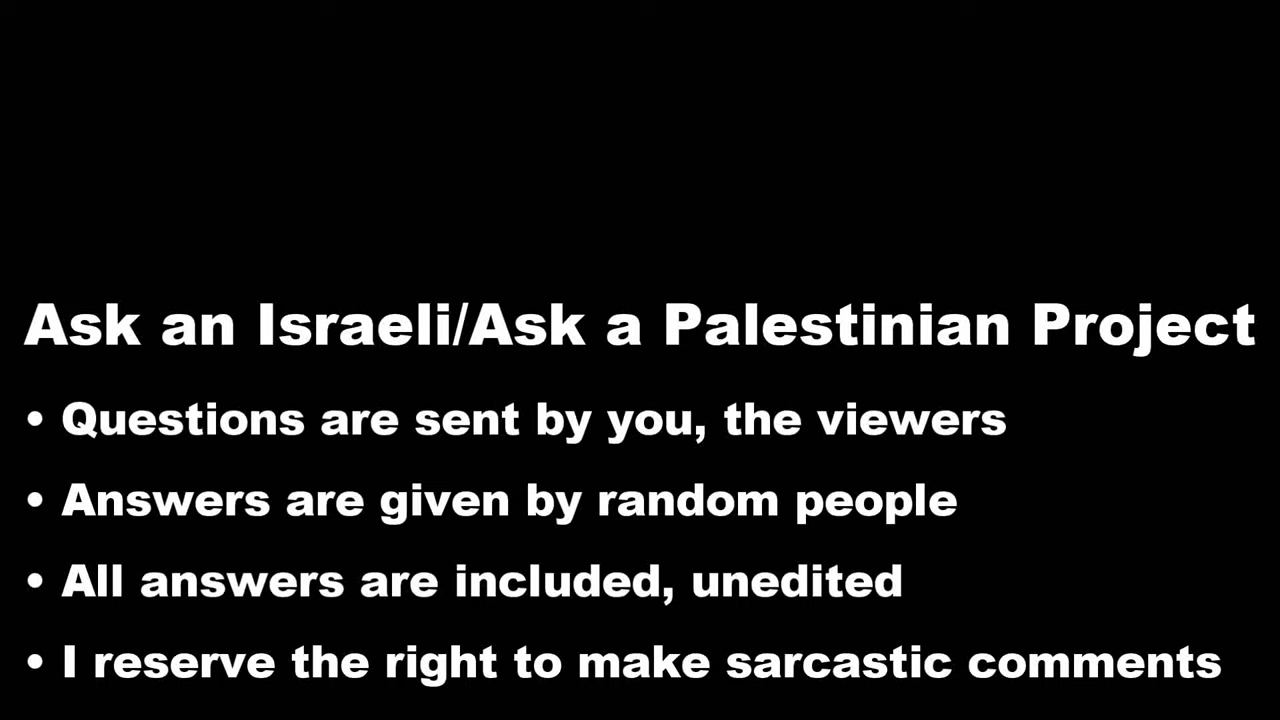 Ask an Israeli/Ask a Palestinian Project
• Questions are sent by you, the viewers
• Answers are given by random people
• All answers are included, unedited
• I reserve the right to make sarcastic comments